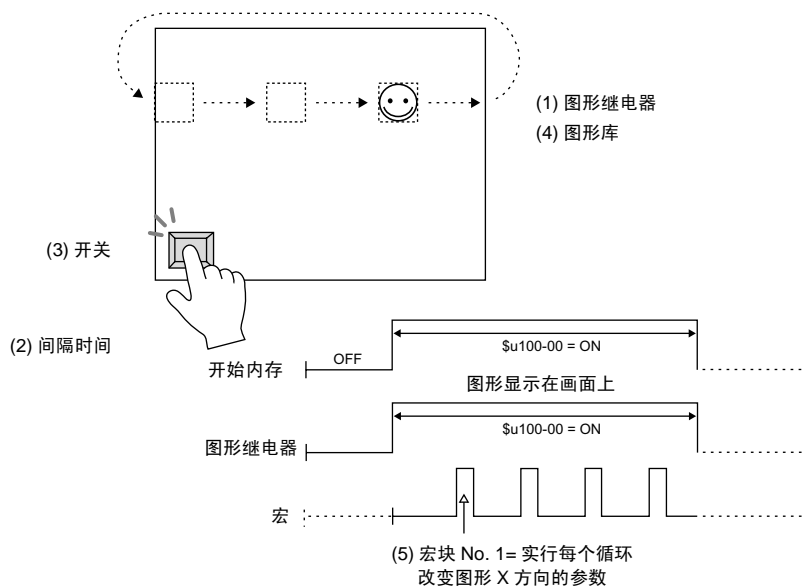 (1) 图形继电器
(4) 图形库
(3) 开关
(2) 间隔时间
开始内存
OFF
$u100-00 = ON
图形显示在画面上
图形继电器
$u100-00 = ON
宏
(5) 宏块 No. 1= 实行每个循环
改变图形 X 方向的参数